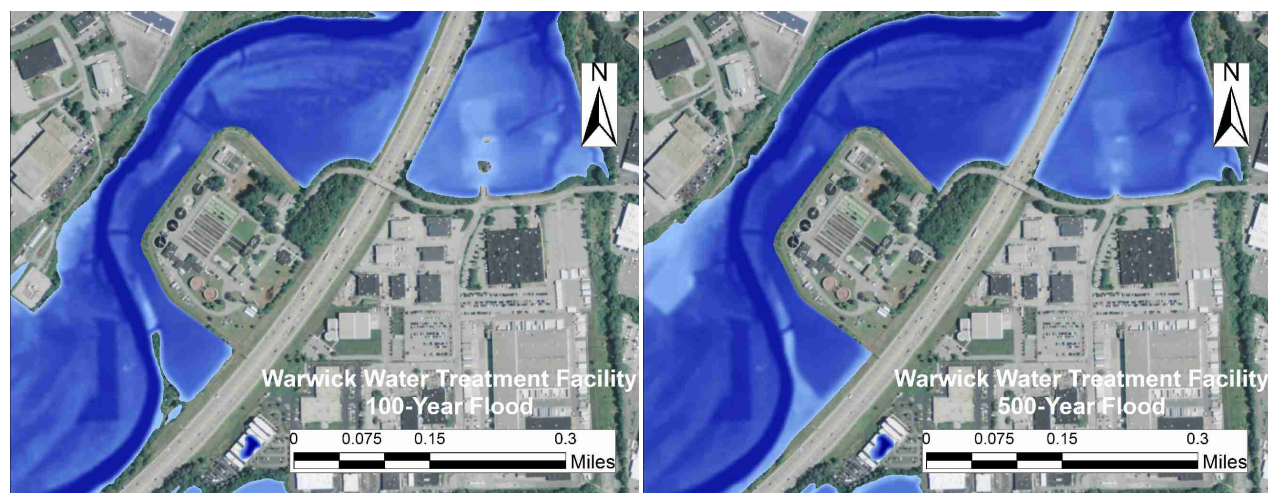 N
Warwick Water Treatment Facility
100-Year Flood
0 0.075 0.15 0.3
Miles
N
Warwick Water Treatment Facility
500-Year Flood
0 0.075 0.15 0.3
Miles